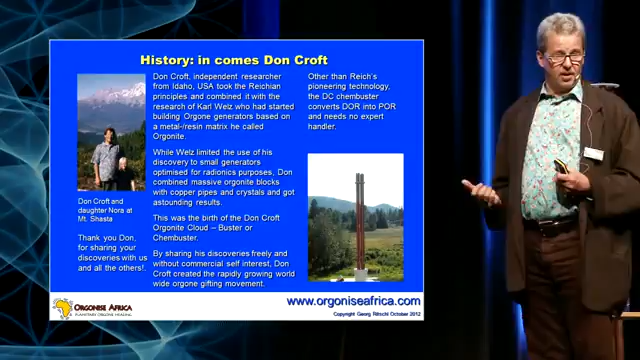 History: in comes Don Croft
Don Croft, independent researcher
from Idaho, USA took the Reichian
principles and combined it with the
research of Karl Welz who had started
building Orgone generators based on
a metal-/resin matrix he called
Orgonite.
While Welz limited the use of his
discovery to small generators
optimised for radionics purposes, Don
combined massive orgonite blocks
with copper pipes and crystals and got
astounding results.
This was the birth of the Don Croft
Orgonite Cloud – Buster or
Chembuster.
By sharing his discoveries freely and
without commercial self interest, Don
Croft created the rapidly growing world
wide orgone gifting movement.
Other than Reich's
pioneering technology,
the DC chembuster
converts DOR into POR
and needs no expert
handler.
Don Croft and
daughter Nora at
Mt. Shasta
Thank you Don,
for sharing your
discoveries with us
and all the others!.
ORGONISE AFRICA
PLANETARY ORGONE HEALING
www.orgoniseafrica.com
Copyright Georg Ritschl October 2012